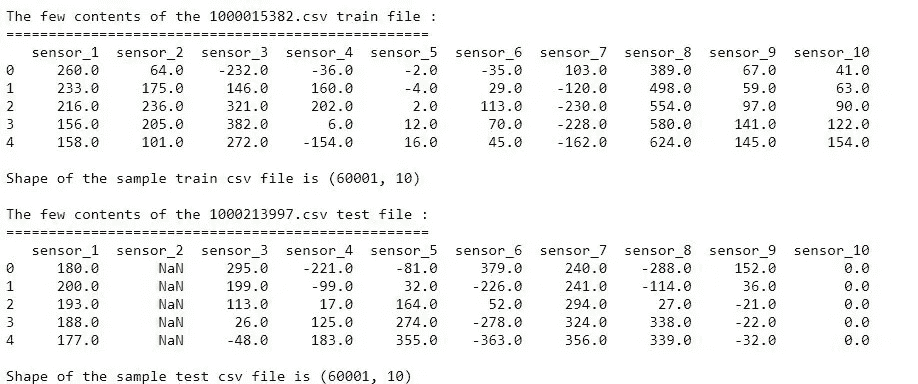 The few contents of the 1000015382.csv train file :
==================================================
sensor_1 sensor_2 sensor_3 sensor_4 sensor_5 sensor_6 sensor_7 sensor_8 sensor_9 sensor_10
0 260.0 64.0 -232.0 -36.0 -2.0 -35.0 103.0 389.0 67.0 41.0
1 233.0 175.0 146.0 160.0 -4.0 29.0 -120.0 498.0 59.0 63.0
2 216.0 236.0 321.0 202.0 2.0 113.0 -230.0 554.0 97.0 90.0
3 156.0 205.0 382.0 6.0 12.0 70.0 -228.0 580.0 141.0 122.0
4 158.0 101.0 272.0 -154.0 16.0 45.0 -162.0 624.0 145.0 154.0
Shape of the sample train csv file is (60001, 10)
The few contents of the 1000213997.csv test file :
==================================================
sensor_1 sensor_2 sensor_3 sensor_4 sensor_5 sensor_6 sensor_7 sensor_8 sensor_9 sensor_10
0 180.0 NaN 295.0 -221.0 -81.0 379.0 240.0 -288.0 152.0 0.0
1 200.0 NaN 199.0 -99.0 32.0 -226.0 241.0 -114.0 36.0 0.0
2 193.0 NaN 113.0 17.0 164.0 52.0 294.0 27.0 -21.0 0.0
3 188.0 NaN 26.0 125.0 274.0 -278.0 324.0 338.0 -22.0 0.0
4 177.0 NaN -48.0 183.0 355.0 -363.0 356.0 339.0 -32.0 0.0
Shape of the sample test csv file is (60001, 10)